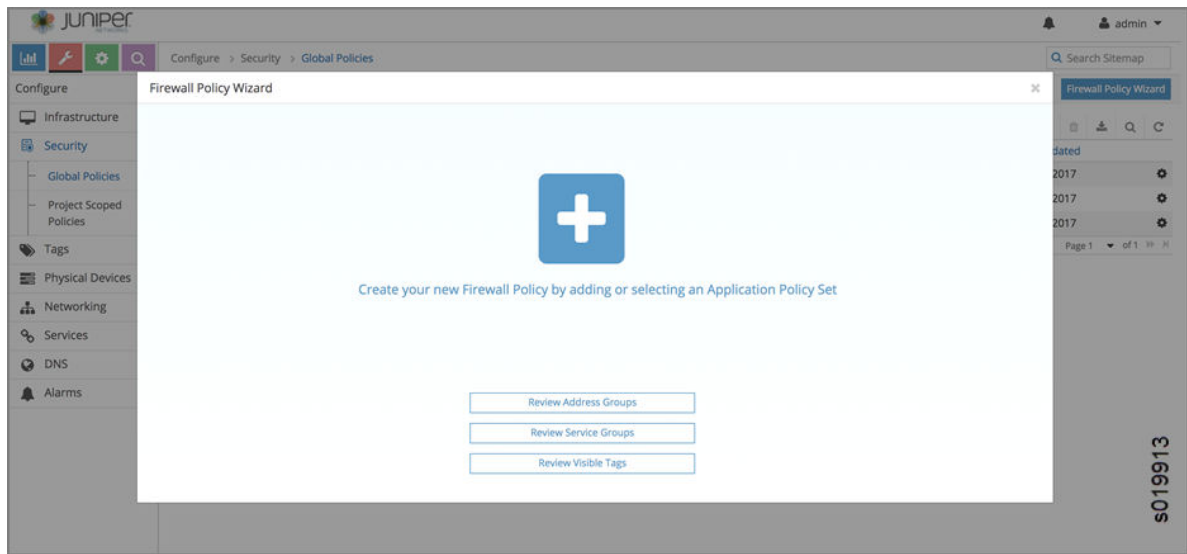 JUNIPER
NETWORKS
admin
Configure > Security > Global Policies
Search Sitemap
Configure
Firewall Policy Wizard
Firewall Policy Wizard
Infrastructure
Security
dated
Global Policies
2017
Project Scoped
Policies
2017
2017
Tags
Page 1 of 1
Physical Devices
Create your new Firewall Policy by adding or selecting an Application Policy Set
Networking
Services
DNS
Alarms
Review Address Groups
Review Service Groups
Review Visible Tags
s019913